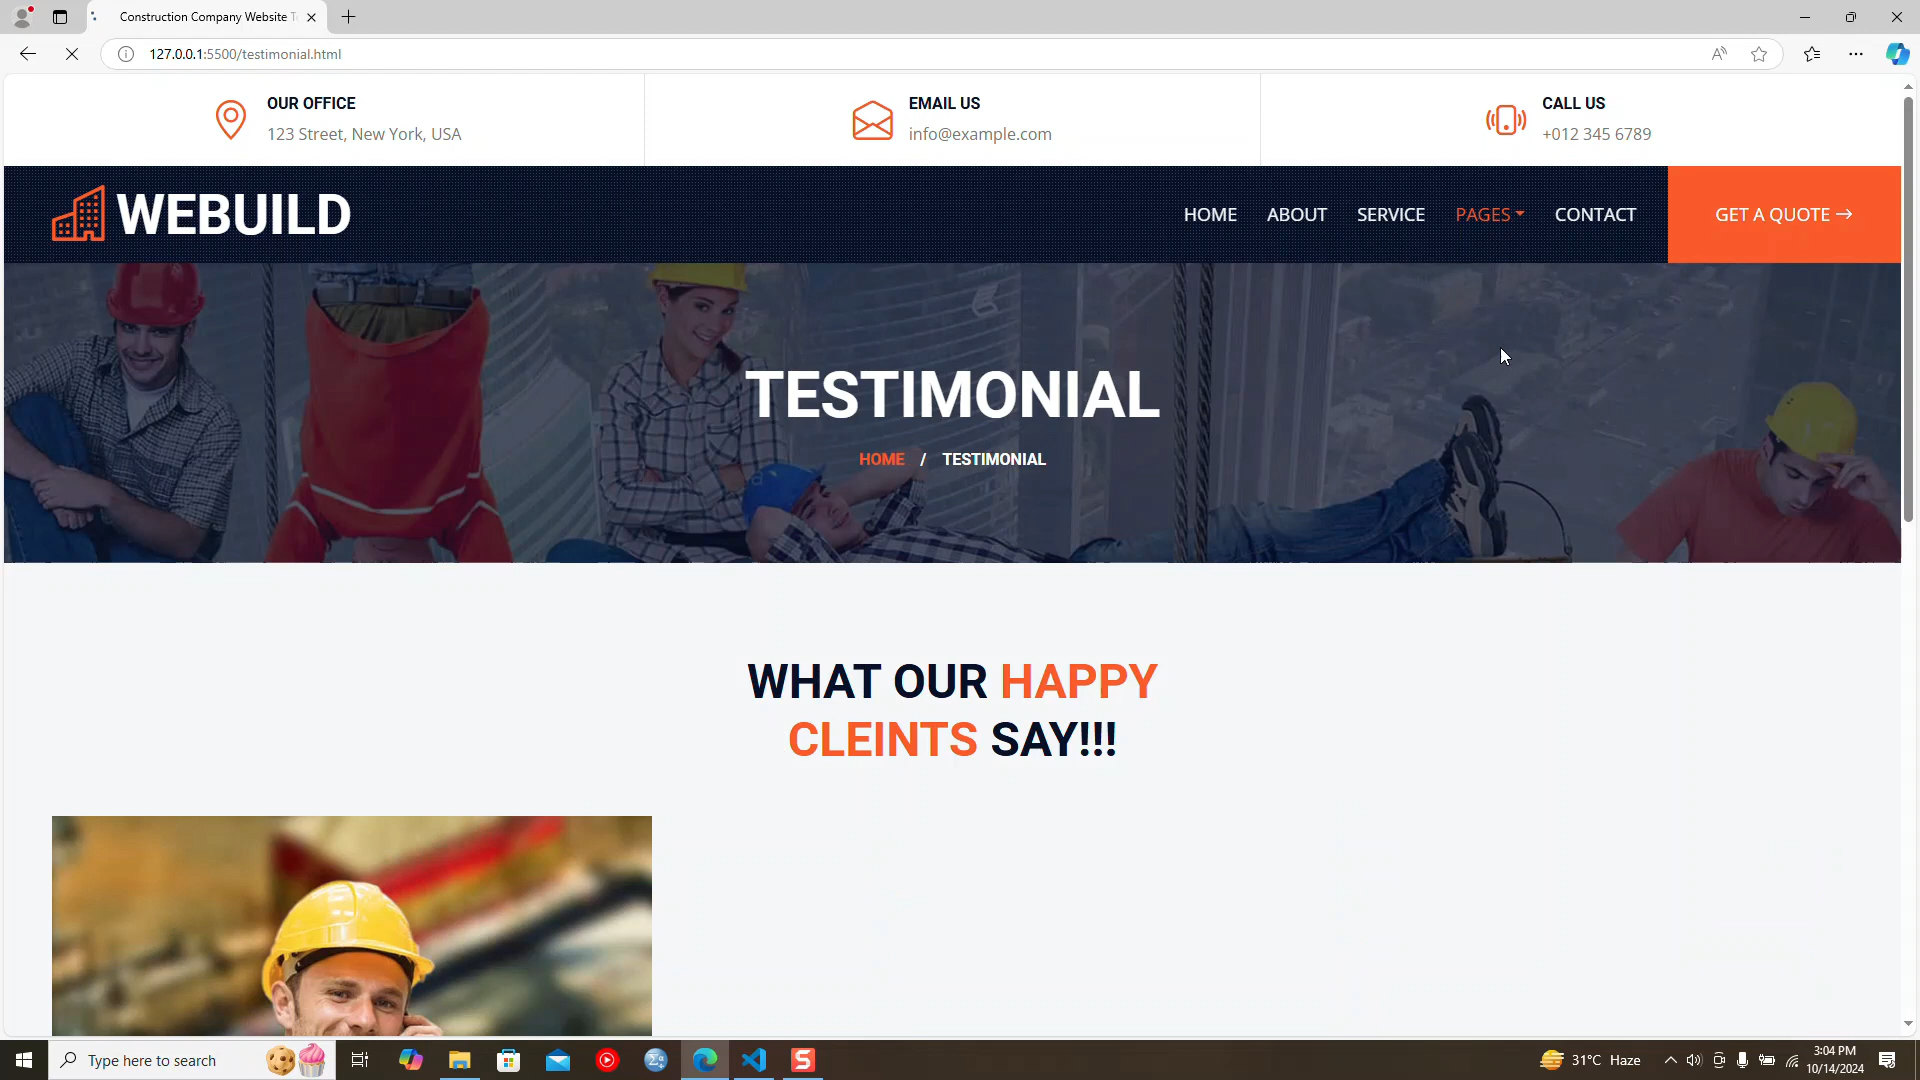 Construction Company Website T
127.0.0.1:5500/testimonial.html
OUR OFFICE
123 Street, New York, USA
EMAIL US
info@example.com
CALL US
+012 345 6789
WEBUILD
HOME
ABOUT
SERVICE
PAGES
CONTACT
GET A QUOTE
TESTIMONIAL
HOME / TESTIMONIAL
WHAT OUR HAPPY
CLEINTS SAY!!!
Type here to search
31°C Haze
3:04 PM
10/14/2024